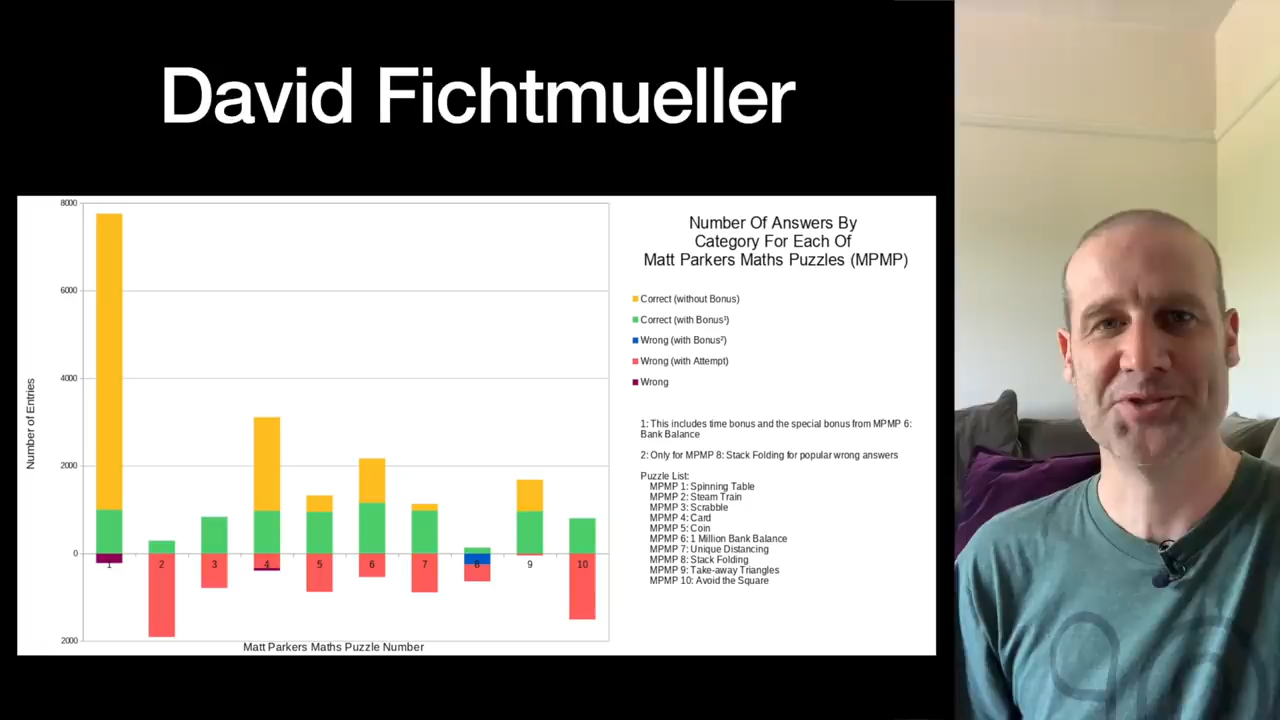 David Fichtmueller
8000
6000
4000
2000
0
2000
Number of Entries
1 2 3 4 5 6 7 8 9 10
Matt Parkers Maths Puzzle Number
Number Of Answers By
Category For Each Of
Matt Parkers Maths Puzzles (MPMP)
Correct (without Bonus)
Correct (with Bonus¹)
Wrong (with Bonus²)
Wrong (with Attempt)
Wrong
1: This includes time bonus and the special bonus from MPMP 6:
Bank Balance
2: Only for MPMP 8: Stack Folding for popular wrong answers
Puzzle List:
MPMP 1: Spinning Table
MPMP 2: Steam Train
MPMP 3: Scrabble
MPMP 4: Card
MPMP 5: Coin
MPMP 6: 1 Million Bank Balance
MPMP 7: Unique Distancing
MPMP 8: Stack Folding
MPMP 9: Take-away Triangles
MPMP 10: Avoid the Square